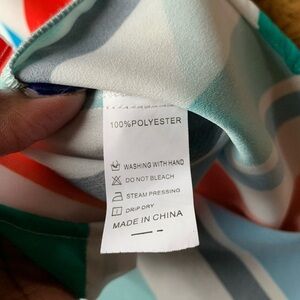 100%POLYESTER
WASHING WITH HAND
DO NOT BLEACH
STEAM PRESSING
DRIP DRY
MADE IN CHINA